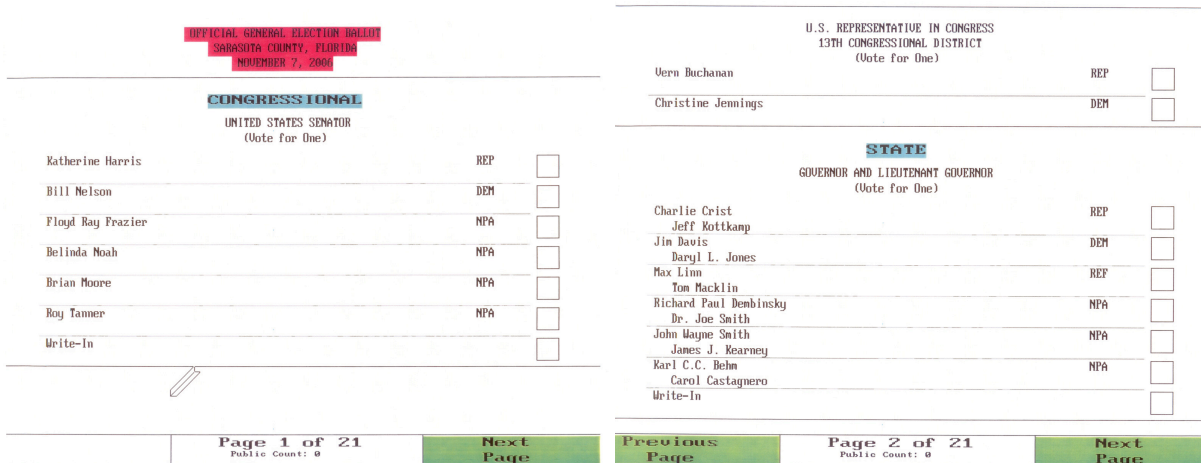 OFFICIAL GENERAL ELECTION BALLOT
SARASOTA COUNTY, FLORIDA
NOVEMBER 7, 2006
CONGRESSIONAL
UNITED STATES SENATOR
(Vote for One)
Katherine Harris REP
Bill Nelson DEM
Floyd Ray Frazier NPA
Belinda Noah NPA
Brian Moore NPA
Roy Tanner NPA
Write-In
Page 1 of 21
Public Count: 0
Next
Page
U.S. REPRESENTATIVE IN CONGRESS
13TH CONGRESSIONAL DISTRICT
(Vote for One)
Vern Buchanan REP
Christine Jennings DEM
STATE
GOVERNOR AND LIEUTENANT GOVERNOR
(Vote for One)
Charlie Crist REP
Jeff Kottkamp
Jim Davis DEM
Daryl L. Jones
Max Linn REF
Tom Macklin
Richard Paul Dembinsky NPA
Dr. Joe Smith
John Wayne Smith NPA
James J. Kearney
Karl C.C. Behm NPA
Carol Castagnero
Write-In
Previous
Page
Page 2 of 21
Public Count: 0
Next
Page